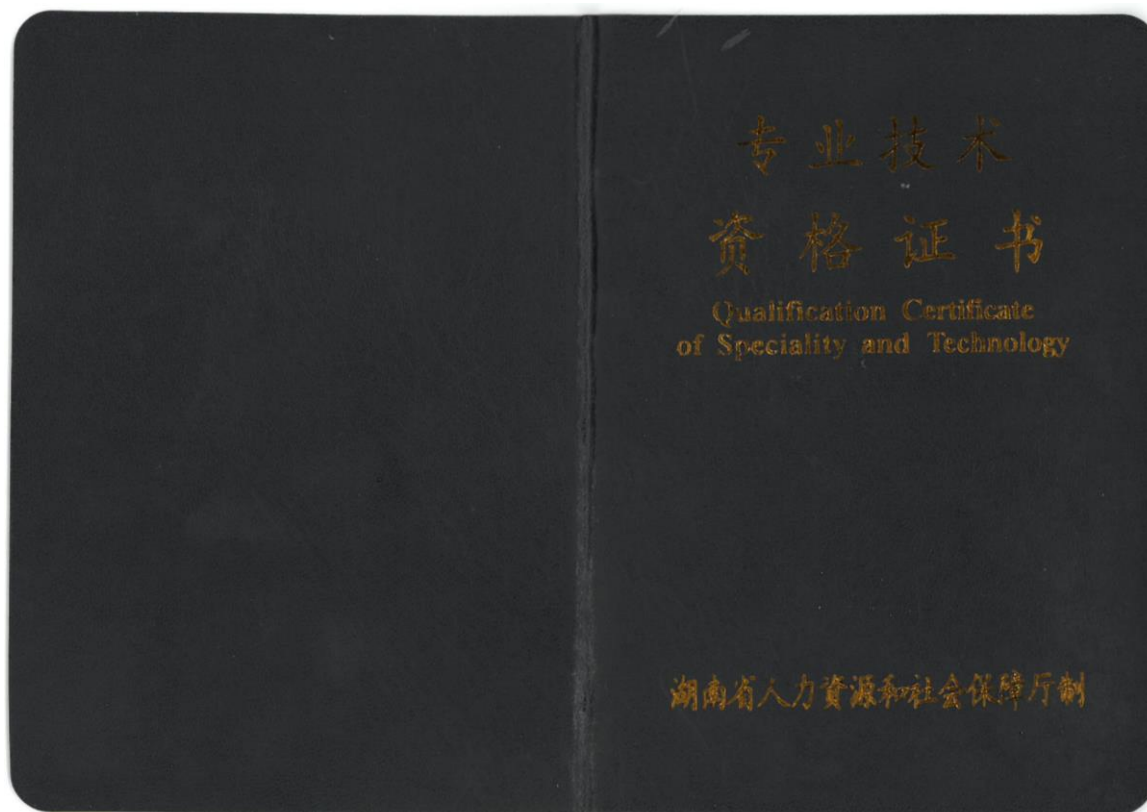 专业技术
资格证书
Qualification Certificate
of Speciality and Technology
湖南省人力資源和社会保障厅制